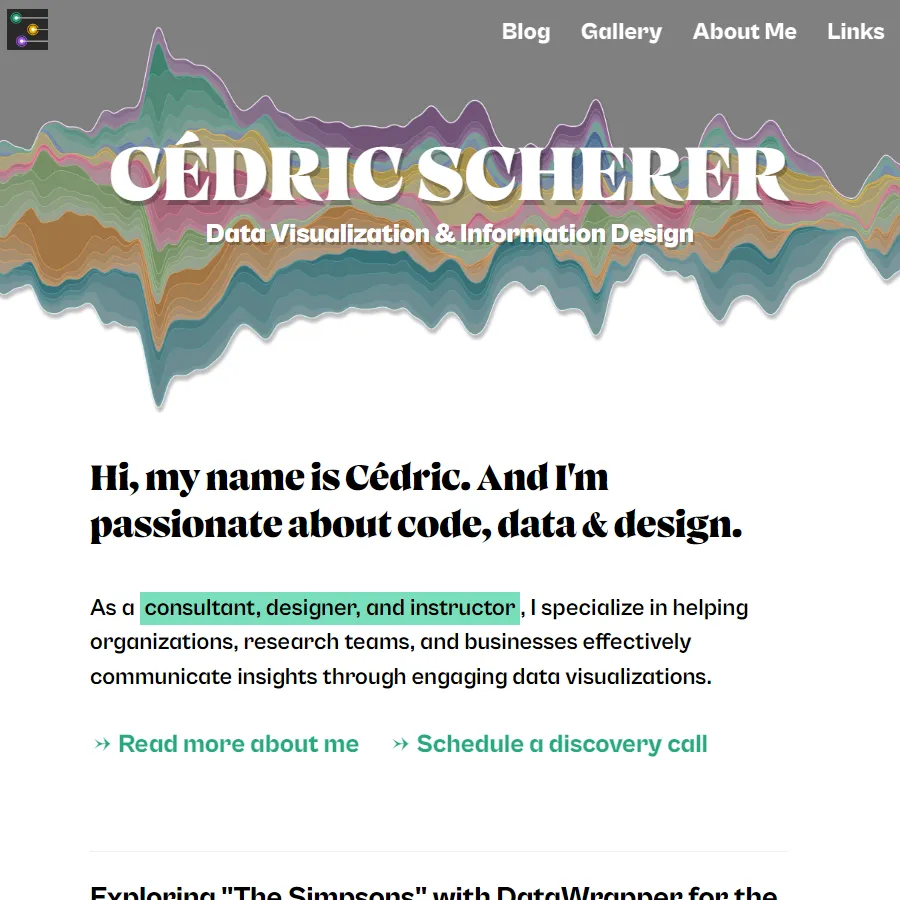 Blog Gallery About Me Links
CÉDRIC SCHERER
Data Visualization & Information Design
Hi, my name is Cédric. And I'm
passionate about code, data & design.
As a consultant, designer, and instructor, I specialize in helping
organizations, research teams, and businesses effectively
communicate insights through engaging data visualizations.
Read more about me
Schedule a discovery call
Exploring "The Simpsons" with DataWrapper for the